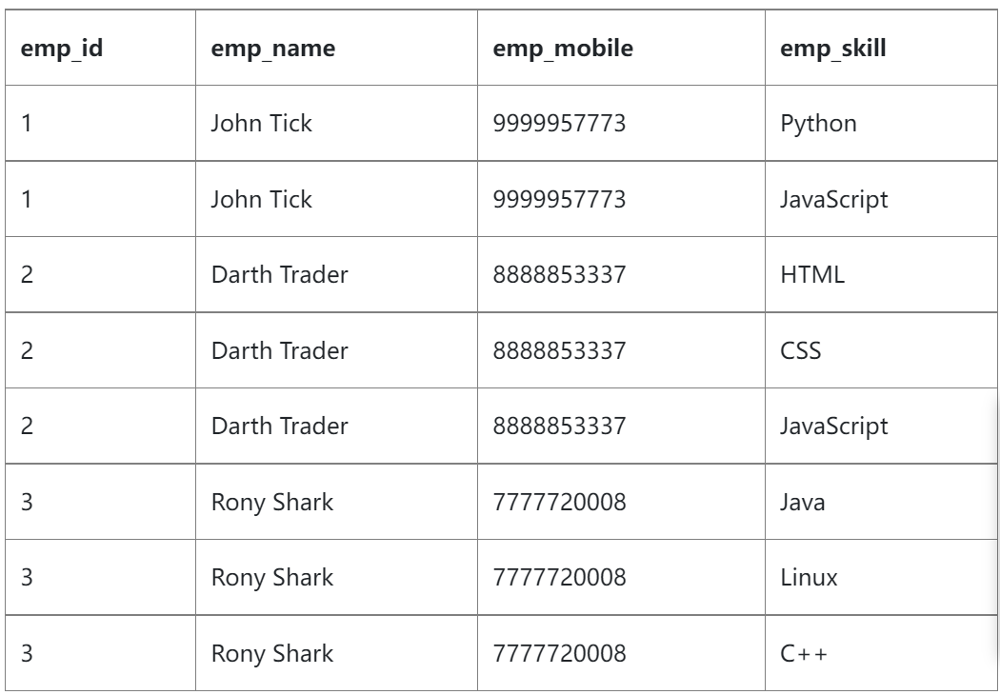 emp_id emp_name emp_mobile emp_skill
1 John Tick 9999957773 Python
1 John Tick 9999957773 JavaScript
2 Darth Trader 8888853337 HTML
2 Darth Trader 8888853337 CSS
2 Darth Trader 8888853337 JavaScript
3 Rony Shark 7777720008 Java
3 Rony Shark 7777720008 Linux
3 Rony Shark 7777720008 C++